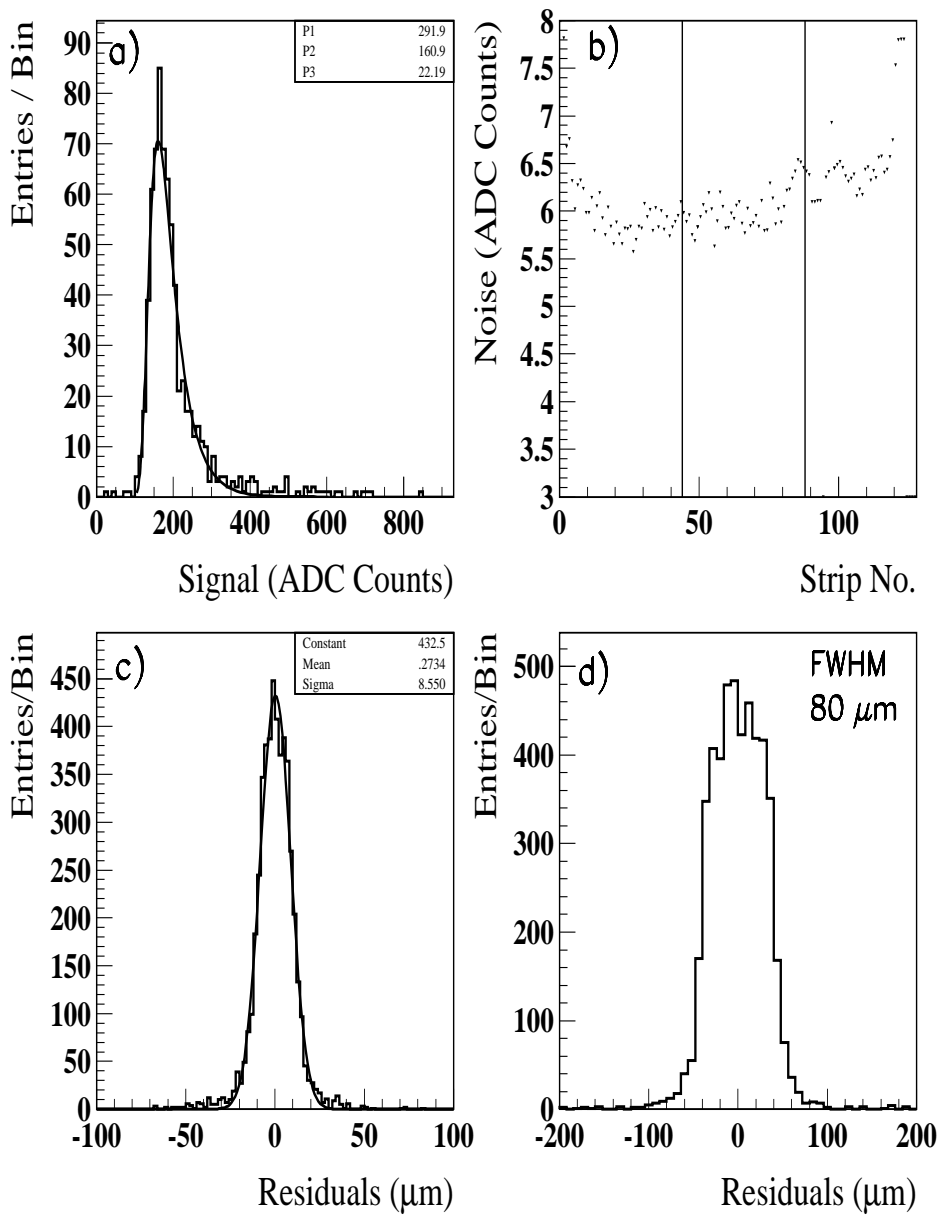 a)
P1 291.9
P2 160.9
P3 22.19
Entries / Bin
90
80
70
60
50
40
30
20
10
0
0 200 400 600 800
Signal (ADC Counts)
b)
Noise (ADC Counts)
8
7.5
7
6.5
6
5.5
5
4.5
4
3.5
3
0 50 100
Strip No.
c)
Constant 432.5
Mean .2734
Sigma 8.550
Entries/Bin
450
400
350
300
250
200
150
100
50
0
-100 -50 0 50 100
Residuals (μm)
d)
FWHM
80 μm
Entries/Bin
500
400
300
200
100
0
-200 -100 0 100 200
Residuals (μm)